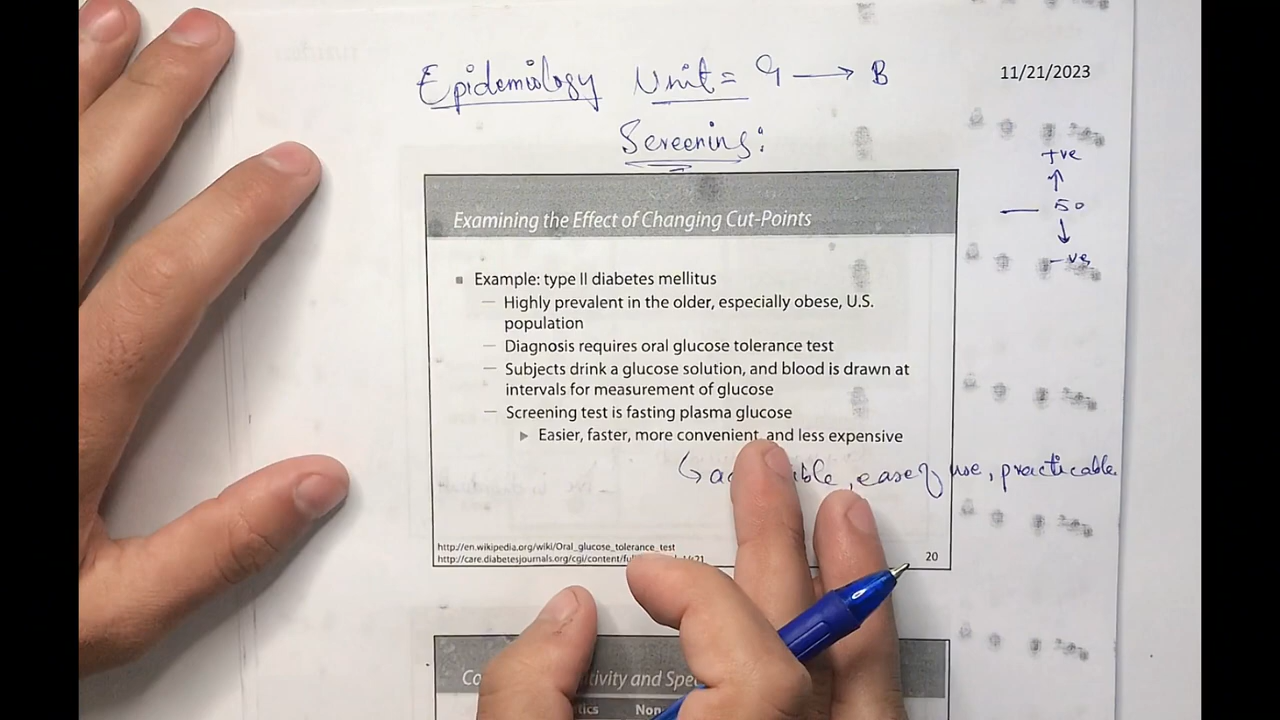 Epidemiology Unit = 9 → B
11/21/2023
Screening:
+ve
↑
— 50
↓
-ve
Examining the Effect of Changing Cut-Points
Example: type II diabetes mellitus
— Highly prevalent in the older, especially obese, U.S.
population
— Diagnosis requires oral glucose tolerance test
— Subjects drink a glucose solution, and blood is drawn at
intervals for measurement of glucose
— Screening test is fasting plasma glucose
Easier, faster, more convenient, and less expensive
, ease of use, practicable
http://en.wikipedia.org/wiki/Oral_glucose_tolerance_test
20